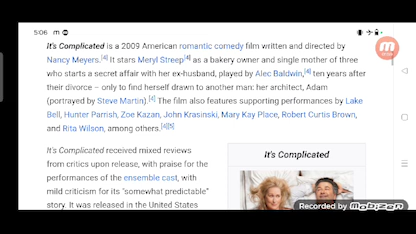 5:06
It's Complicated is a 2009 American romantic comedy film written and directed by
Nancy Meyers.[4] It stars Meryl Streep[4] as a bakery owner and single mother of three
who starts a secret affair with her ex-husband, played by Alec Baldwin,[4] ten years after
their divorce – only to find herself drawn to another man: her architect, Adam
(portrayed by Steve Martin).[4] The film also features supporting performances by Lake
Bell, Hunter Parrish, Zoe Kazan, John Krasinski, Mary Kay Place, Robert Curtis Brown,
and Rita Wilson, among others.[4][5]
It's Complicated received mixed reviews
from critics upon release, with praise for the
performances of the ensemble cast, with
mild criticism for its "somewhat predictable"
story. It was released in the United States
It's Complicated
Recorded by Mobizen